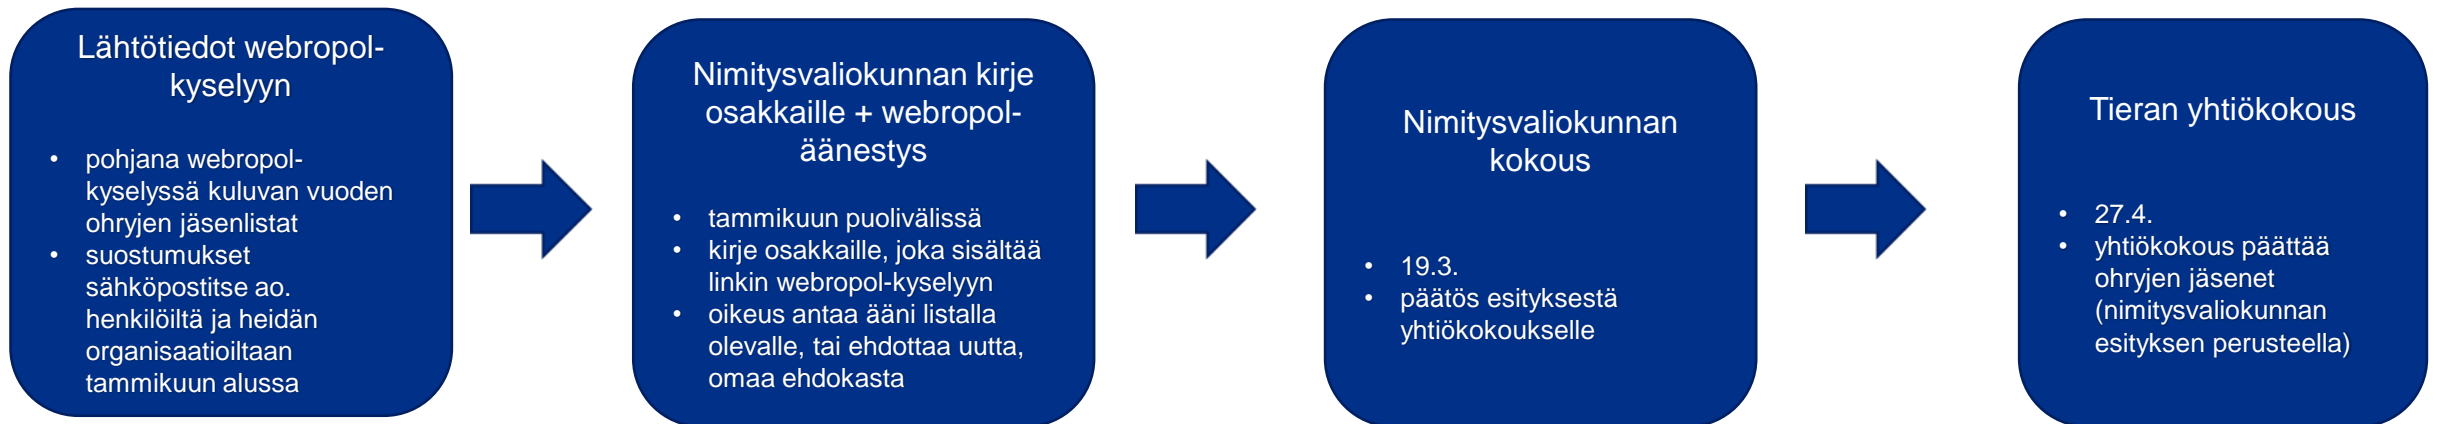 Lähtötiedot webropol-
kyselyyn
• pohjana webropol-
kyselyssä kuluvan vuoden
ohryjen jäsenlistat
• suostumukset
sähköpostitse ao.
henkilöiltä ja heidän
organisaatioiltaan
tammikuun alussa
Nimitysvaliokunnan kirje
osakkaille + webropol-
äänestys
• tammikuun puolivälissä
• kirje osakkaille, joka sisältää
linkin webropol-kyselyyn
• oikeus antaa ääni listalla
olevalle, tai ehdottaa uutta,
omaa ehdokasta
Nimitysvaliokunnan
kokous
• 19.3.
• päätös esityksestä
yhtiökokoukselle
Tieran yhtiökokous
• 27.4.
• yhtiökokous päättää
ohryjen jäsenet
(nimitysvaliokunnan
esityksen perusteella)